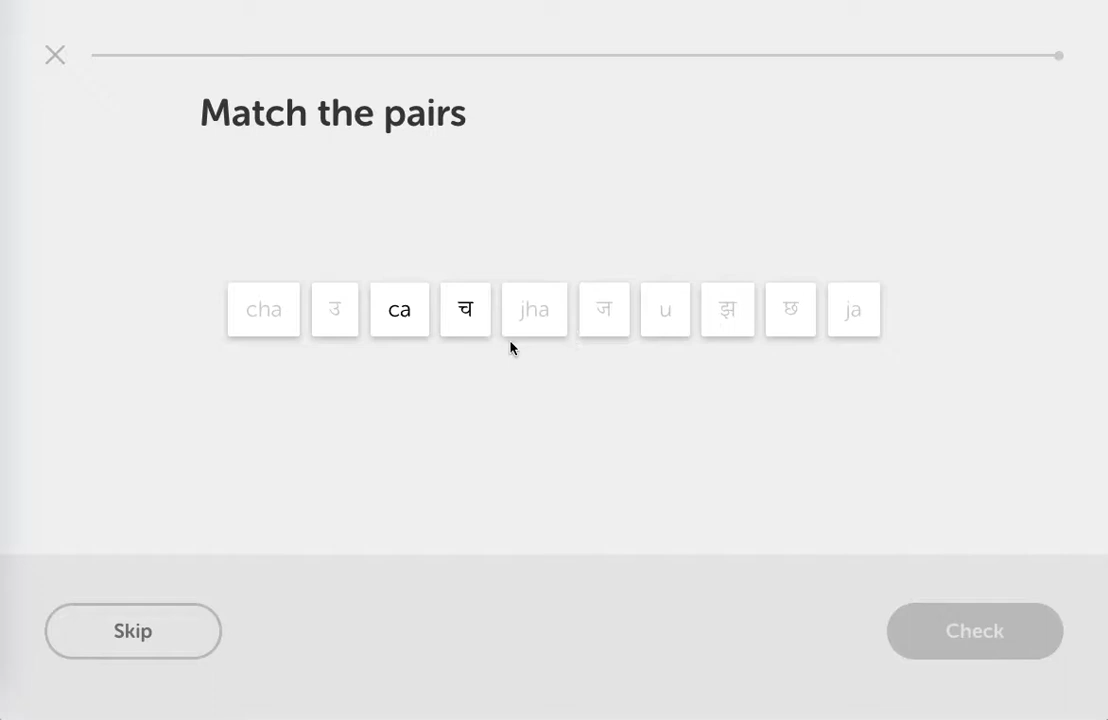 Match the pairs
cha उ ca च jha ज u झ छ ja
Skip Check